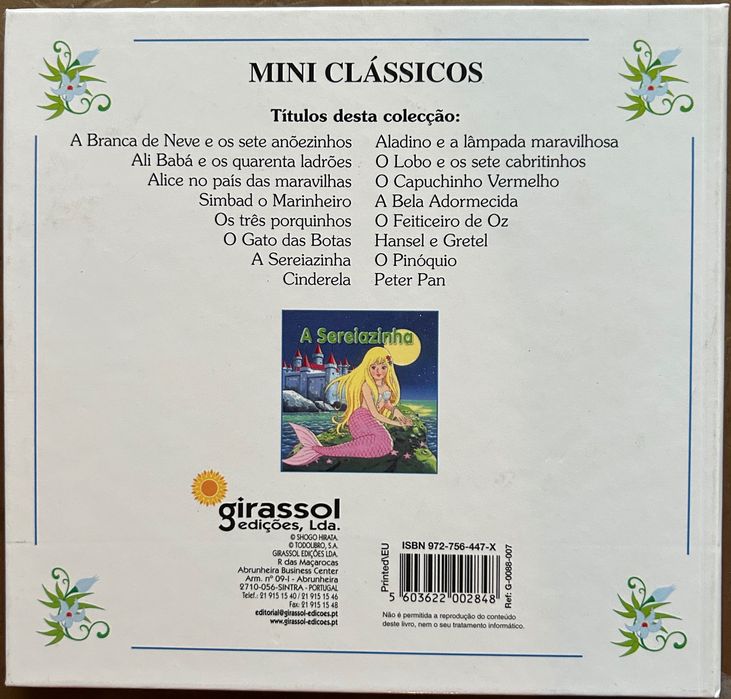 MINI CLÁSSICOS
Títulos desta colecção:
A Branca de Neve e os sete anõezinhos
Ali Babá e os quarenta ladrões
Alice no país das maravilhas
Simbad o Marinheiro
Os três porquinhos
O Gato das Botas
A Sereiazinha
Cinderela
Aladino e a lâmpada maravilhosa
O Lobo e os sete cabritinhos
O Capuchinho Vermelho
A Bela Adormecida
O Feiticeiro de Oz
Hansel e Gretel
O Pinóquio
Peter Pan
A Sereiazinha
girassol
edições, Lda.
© SHOGO HIRATA.
© TODOLIBRO, S.A.
GIRASSOL EDIÇÕES LDA.
R das Maçarocas
Abrunheira Business Center
Arm. nº 09-I - Abrunheira
2710-056-SINTRA - PORTUGAL
Telef.: 21 915 15 40 / 21 915 15 46
Fax: 21 915 15 48
editorial@girassol-edicoes.pt
www.girassol-edicoes.pt
Printed\EU
ISBN 972-756-447-X
5 603622 002848
Ref: G-0088-007
Não é permitida a reprodução do conteúdo
deste livro, nem o seu tratamento informático.